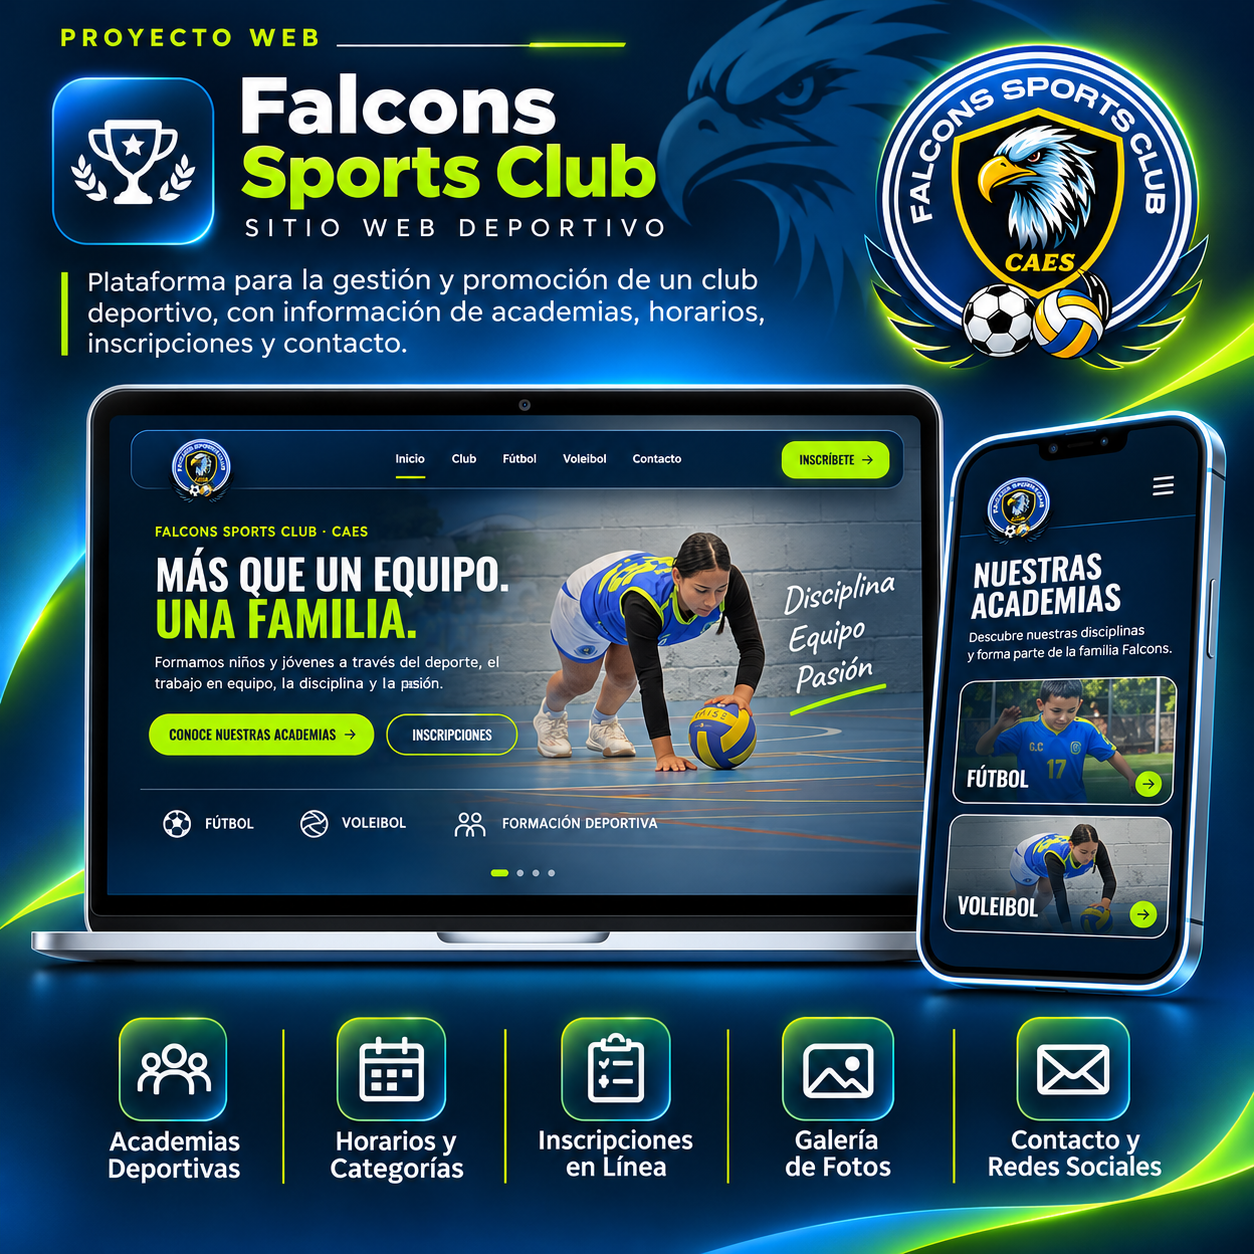 PROYECTO WEB
Falcons
Sports Club
SITIO WEB DEPORTIVO
Plataforma para la gestión y promoción de un club
deportivo, con información de academias, horarios,
inscripciones y contacto.
FALCONS SPORTS CLUB
CAES
Inicio Club Fútbol Voleibol Contacto
INSCRÍBETE →
FALCONS SPORTS CLUB · CAES
MÁS QUE UN EQUIPO.
UNA FAMILIA.
Formamos niños y jóvenes a través del deporte, el
trabajo en equipo, la disciplina y la pasión.
CONOCE NUESTRAS ACADEMIAS →
INSCRIPCIONES
Disciplina
Equipo
Pasión
FÚTBOL
VOLEIBOL
FORMACIÓN DEPORTIVA
NUESTRAS
ACADEMIAS
Descubre nuestras disciplinas
y forma parte de la familia Falcons.
G.C
17
FÚTBOL
VOLEIBOL
Academias
Deportivas
Horarios y
Categorías
Inscripciones
en Línea
Galería
de Fotos
Contacto y
Redes Sociales